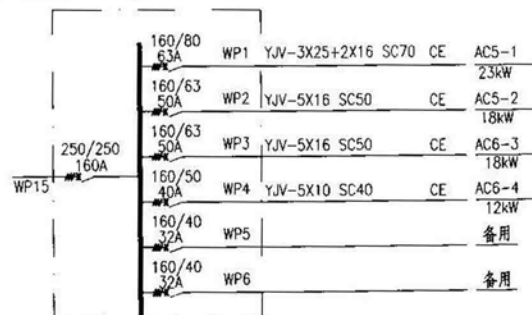 160/80
63A WP1 YJV-3X25+2X16 SC70 CE AC5-1
23kW
160/63
50A WP2 YJV-5X16 SC50 CE AC5-2
18kW
160/63
50A WP3 YJV-5X16 SC50 CE AC6-3
18kW
250/250
160A
WP15
160/50
40A WP4 YJV-5X10 SC40 CE AC6-4
12kW
160/40
32A WP5 备用
160/40
32A WP6 备用